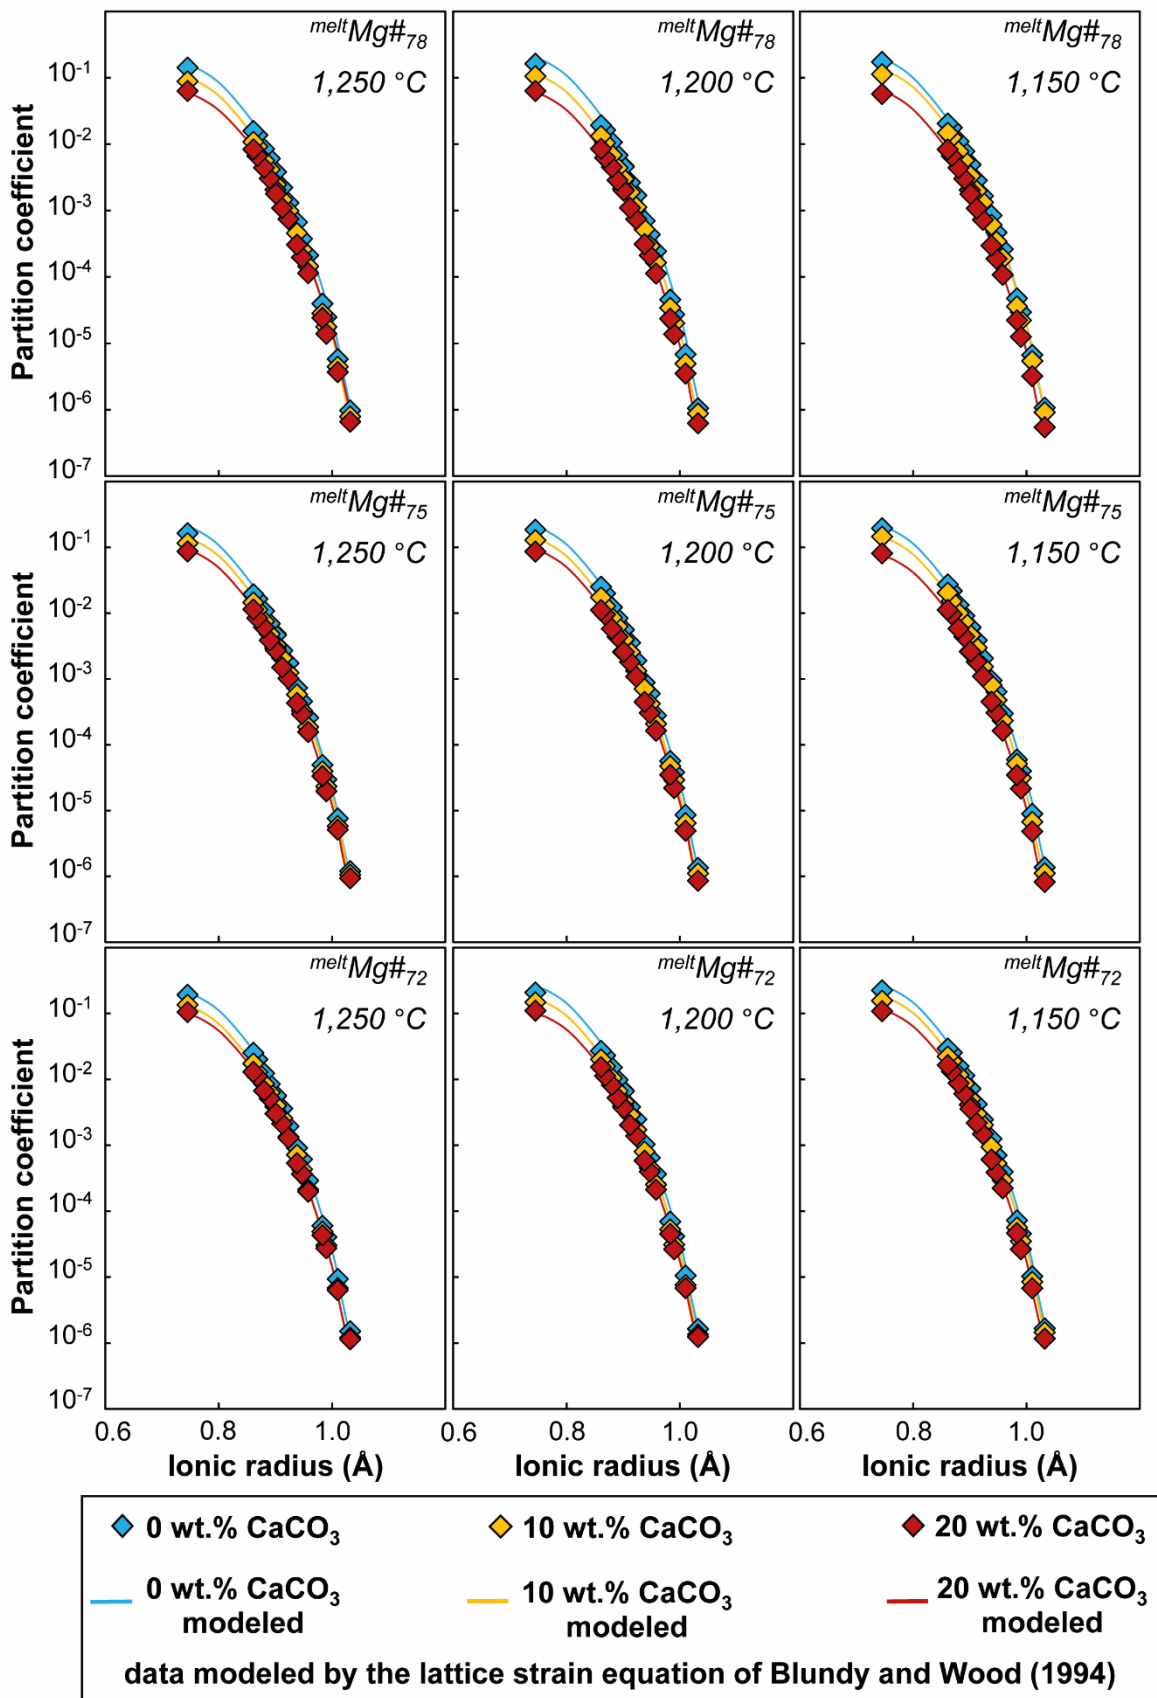 meltMg#78
1,250 °C
meltMg#78
1,200 °C
meltMg#78
1,150 °C
Partition coefficient
10-1
10-2
10-3
10-4
10-5
10-6
10-7
meltMg#75
1,250 °C
meltMg#75
1,200 °C
meltMg#75
1,150 °C
Partition coefficient
10-1
10-2
10-3
10-4
10-5
10-6
10-7
meltMg#72
1,250 °C
meltMg#72
1,200 °C
meltMg#72
1,150 °C
Partition coefficient
10-1
10-2
10-3
10-4
10-5
10-6
10-7
0.6 0.8 1.0 0.6 0.8 1.0 0.6 0.8 1.0
Ionic radius (Å) Ionic radius (Å) Ionic radius (Å)
0 wt.% CaCO3 10 wt.% CaCO3 20 wt.% CaCO3
0 wt.% CaCO3 10 wt.% CaCO3 20 wt.% CaCO3
modeled modeled modeled
data modeled by the lattice strain equation of Blundy and Wood (1994)